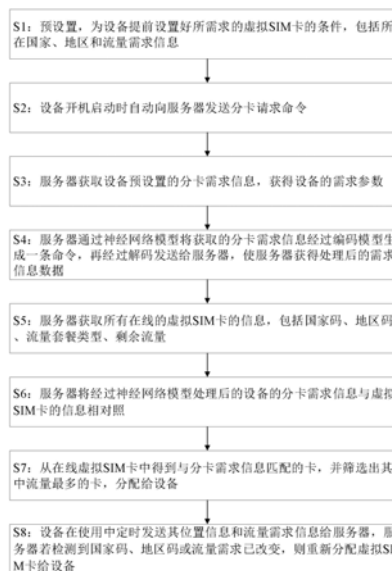 S1：预设置，为设备提前设置好所需求的虚拟SIM卡的条件，包括所
在国家、地区和流量需求信息
S2：设备开机启动时自动向服务器发送分卡请求命令
S3：服务器获取设备预设置的分卡需求信息，获得设备的需求参数
S4：服务器通过神经网络模型将获取的分卡需求信息经过编码模型生
成一条命令，再经过解码发送给服务器，使服务器获得处理后的需求
信息数据
S5：服务器获取所有在线的虚拟SIM卡的信息，包括国家码、地区码
、流量套餐类型、剩余流量
S6：服务器将经过神经网络模型处理后的设备的分卡需求信息与虚拟
SIM卡的信息相对照
S7：从在线虚拟SIM卡中得到与分卡需求信息匹配的卡，并筛选出其
中流量最多的卡，分配给设备
S8：设备在使用中定时发送其位置信息和流量需求信息给服务器，服
务器若检测到国家码、地区码或流量需求已改变，则重新分配虚拟SI
M卡给设备